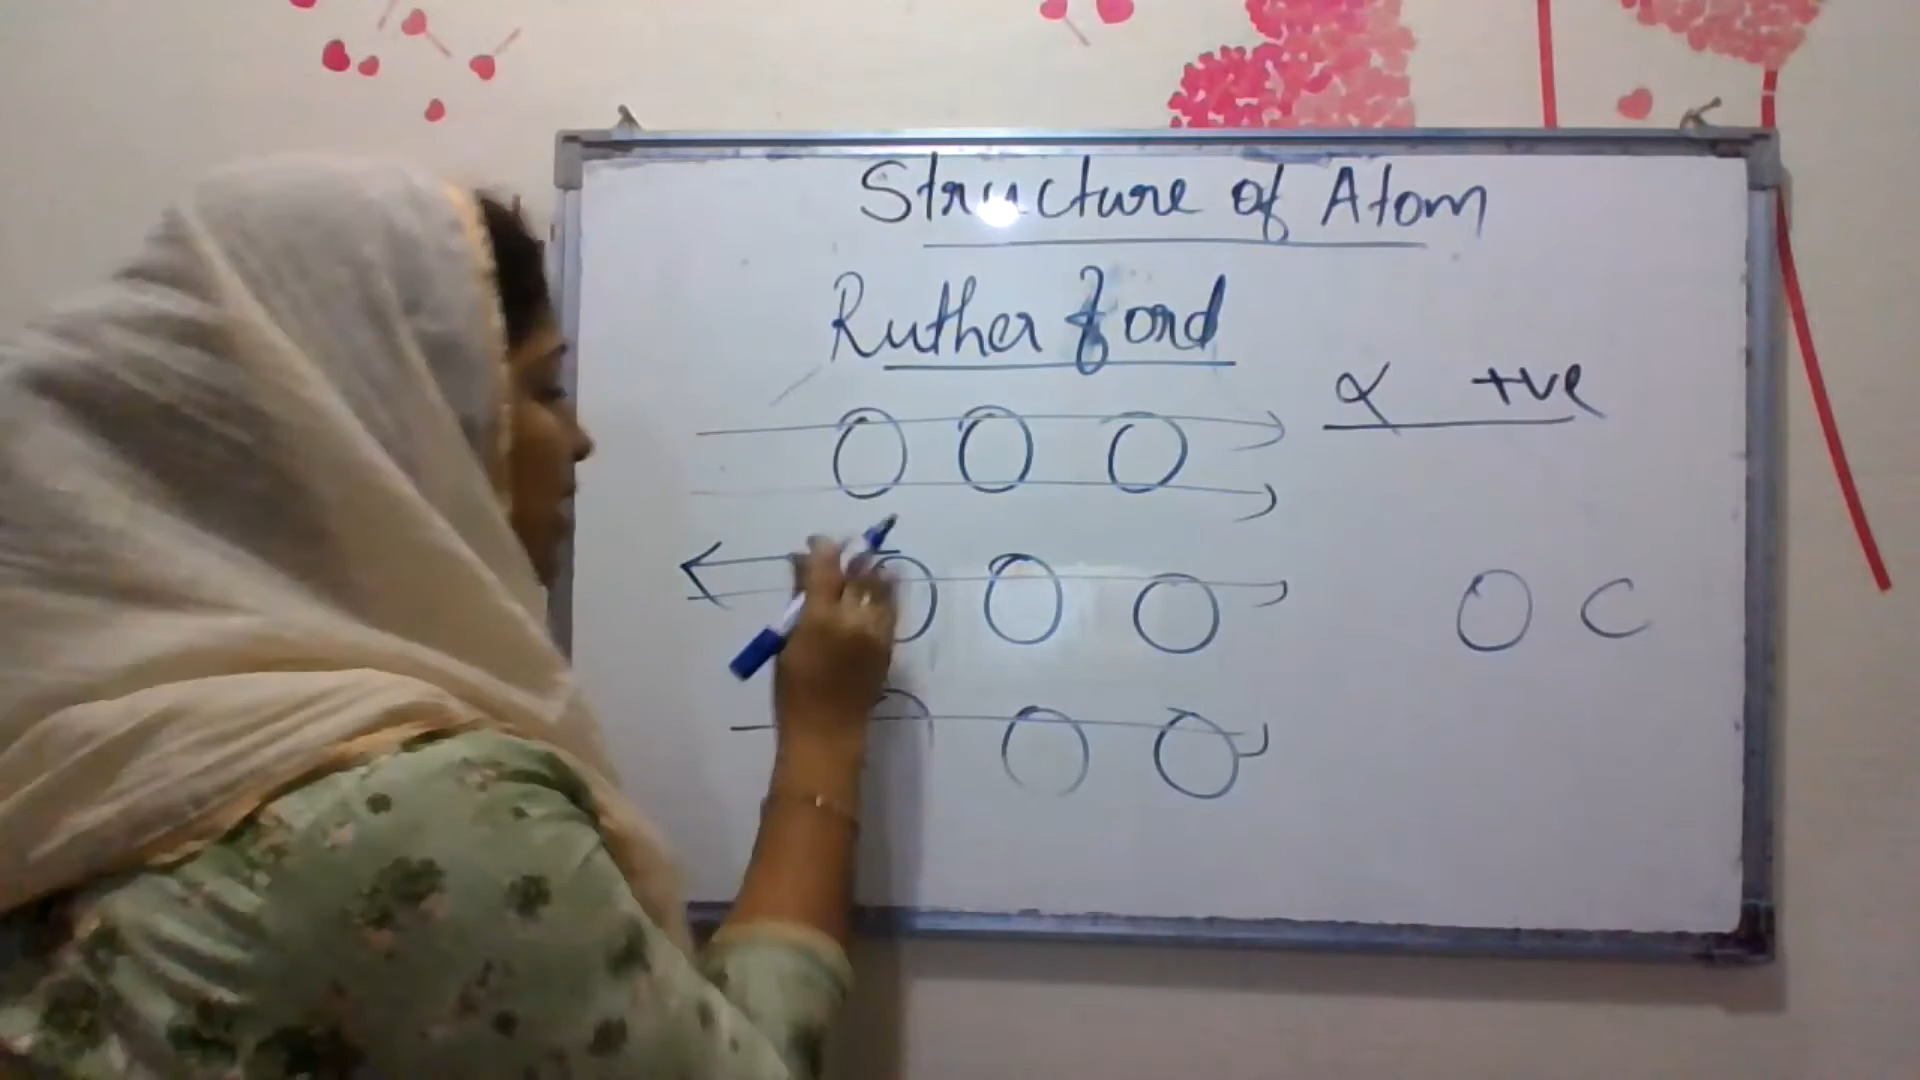 Structure of Atom
Rutherford
α +ve